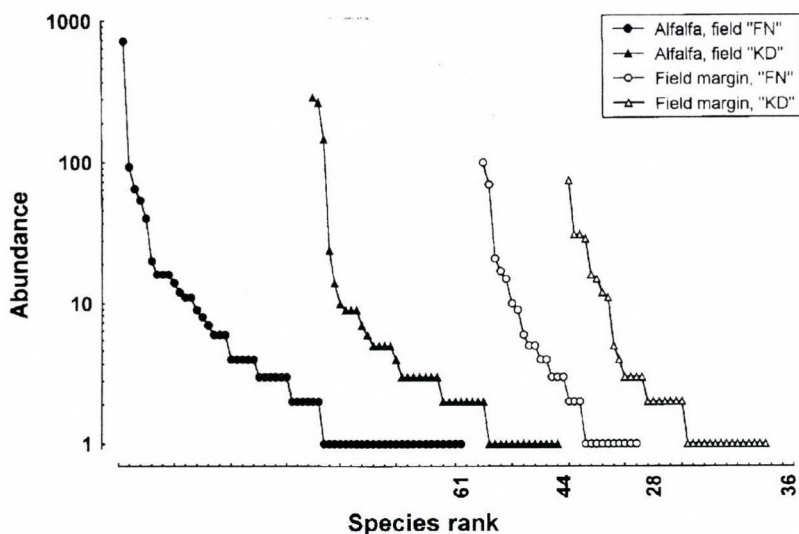 1000
100
10
1
Abundance
Alfalfa, field "FN"
Alfalfa, field "KD"
Field margin, "FN"
Field margin, "KD"
61
44
28
36
Species rank